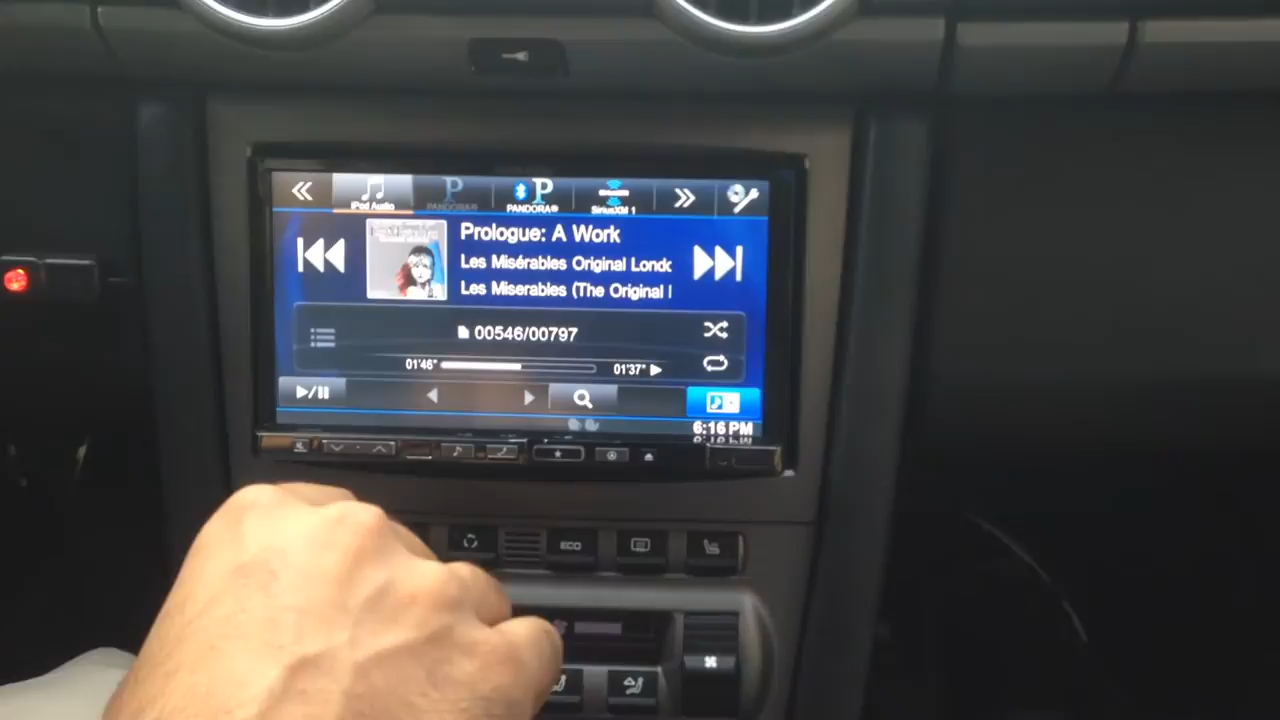 iPod Audio
PANDORA®
PANDORA®
SiriusXM 1
Prologue: A Work
Les Misérables Original Londo
Les Miserables (The Original
00546/00797
01'46"
01'37"
6:16 PM
ECO